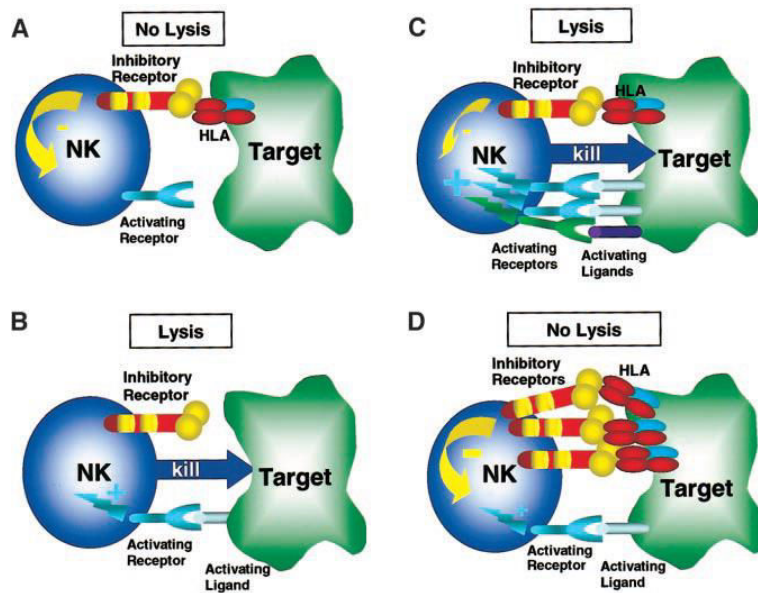 A
No Lysis
Inhibitory
Receptor
HLA
NK
Target
Activating
Receptor
B
Lysis
Inhibitory
Receptor
kill
NK
Target
Activating
Receptor
Activating
Ligand
C
Lysis
Inhibitory
Receptor
HLA
kill
NK
Target
Activating
Receptors
Activating
Ligands
D
No Lysis
Inhibitory
Receptors
HLA
NK
Target
Activating
Receptor
Activating
Ligand